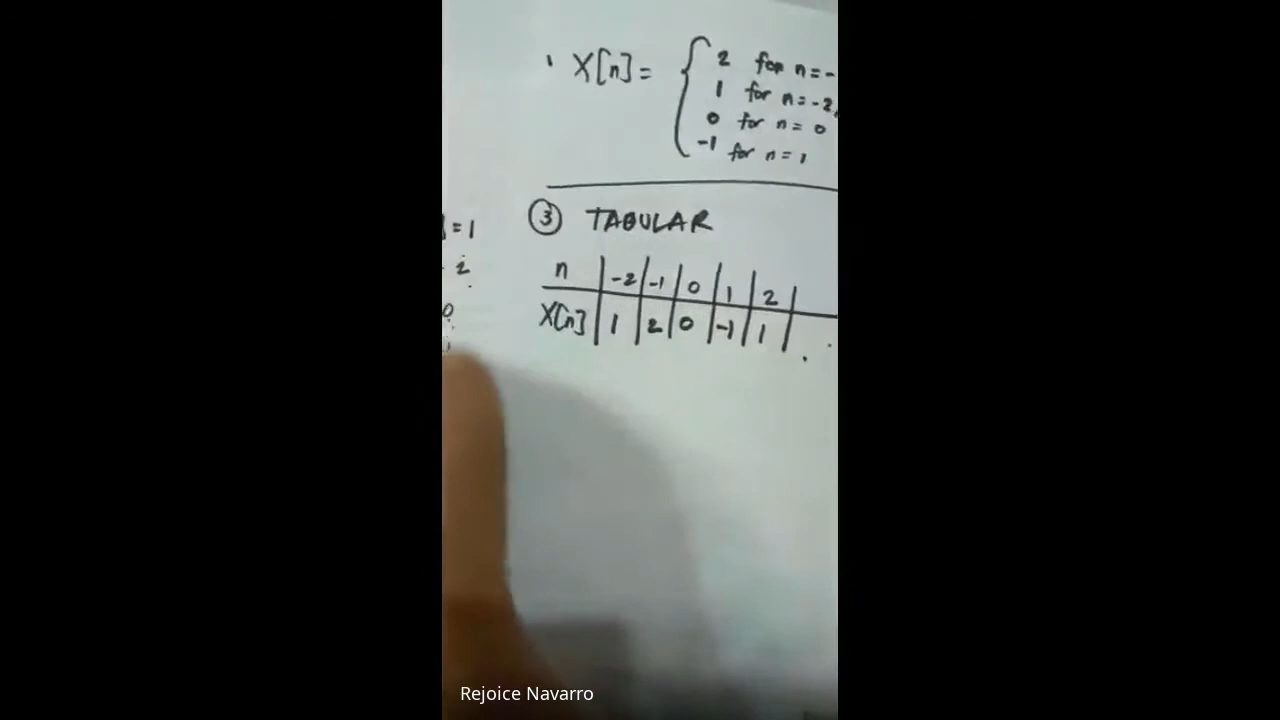 X[n] = { 2 for n = -
1 for n = -2,
0 for n = 0
-1 for n = 1
= 1
③ TABULAR
n | -2 | -1 | 0 | 1 | 2 |
X[n] | 1 | 2 | 0 | -1 | 1 | . .
Rejoice Navarro